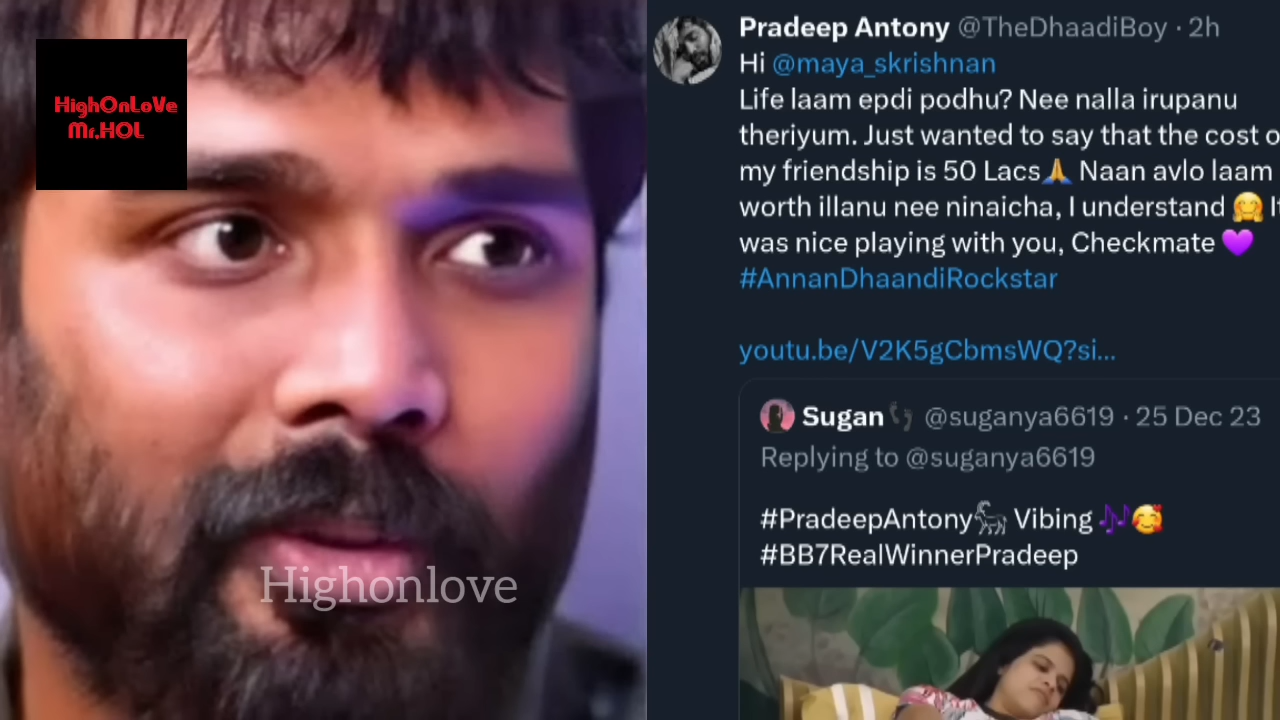 HighOnLoVe
Mr.HOL
Highonlove
Pradeep Antony @TheDhaadiBoy · 2h
Hi @maya_skrishnan
Life laam epdi podhu? Nee nalla irupanu
theriyum. Just wanted to say that the cost o
my friendship is 50 Lacs🙏 Naan avlo laam
worth illanu nee ninaicha, I understand 🤗 It
was nice playing with you, Checkmate 💜
#AnnanDhaandiRockstar
youtu.be/V2K5gCbmsWQ?si...
Sugan👣 @suganya6619 · 25 Dec 23
Replying to @suganya6619
#PradeepAntony🐐 Vibing 🎶🥰
#BB7RealWinnerPradeep